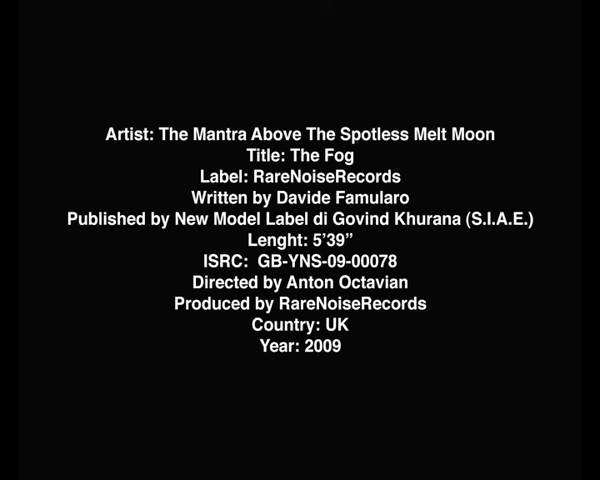 Artist: The Mantra Above The Spotless Melt Moon
Title: The Fog
Label: RareNoiseRecords
Written by Davide Famularo
Published by New Model Label di Govind Khurana (S.I.A.E.)
Lenght: 5’39”
ISRC:  GB-YNS-09-00078
Directed by Anton Octavian
Produced by RareNoiseRecords
Country: UK
Year: 2009